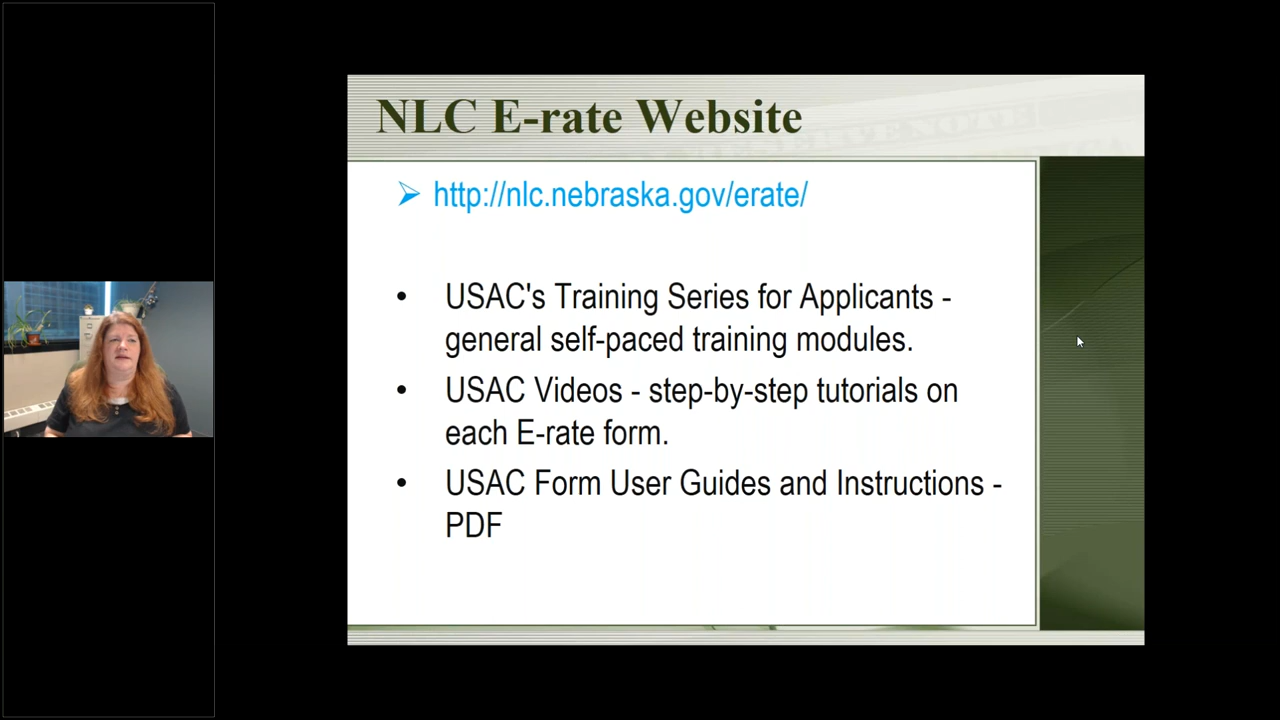 NLC E-rate Website
➢ http://nlc.nebraska.gov/erate/
• USAC's Training Series for Applicants -
general self-paced training modules.
• USAC Videos - step-by-step tutorials on
each E-rate form.
• USAC Form User Guides and Instructions -
PDF